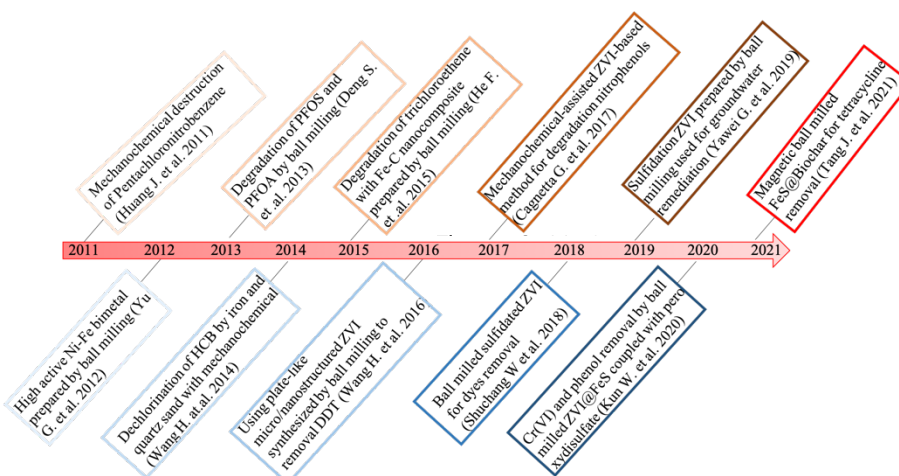 Mechanochemical destruction
of Pentachloronitrobenzene
(Huang J. et al. 2011)
Degradation of PFOS and
PFOA by ball milling (Deng S.
et .al. 2013)
Degradation of trichloroethene
with Fe-C nanocomposite
prepared by ball milling (He F.
et al. 2015)
Mechanochemical-assisted ZVI-based
method for degradation nitrophenols
(Cagnetta G. et al. 2017)
Sulfidation ZVI prepared by ball
milling used for groundwater
remediation (Yawei G. et al. 2019)
Magnetic ball milled
FeS@Biochar for tetracycline
removal (Tang J. et al. 2021)
2011 2012 2013 2014 2015 2016 2017 2018 2019 2020 2021
High active Ni-Fe bimetal
prepared by ball milling (Yu
G. et al. 2012)
Dechlorination of HCB by iron and
quartz sand with mechanochemical
(Wang H. at.al. 2014)
Using plate-like
micro/nanostructured ZVI
synthesized by ball milling to
removal DDT (Wang H. et al. 2016
Ball milled sulfidated ZVI
for dyes removal
(Shuchang W et al. 2018)
Cr(VI) and phenol removal by ball
milled ZVI@FeS coupled with pero
xydisulfate (Kun W. et al. 2020)